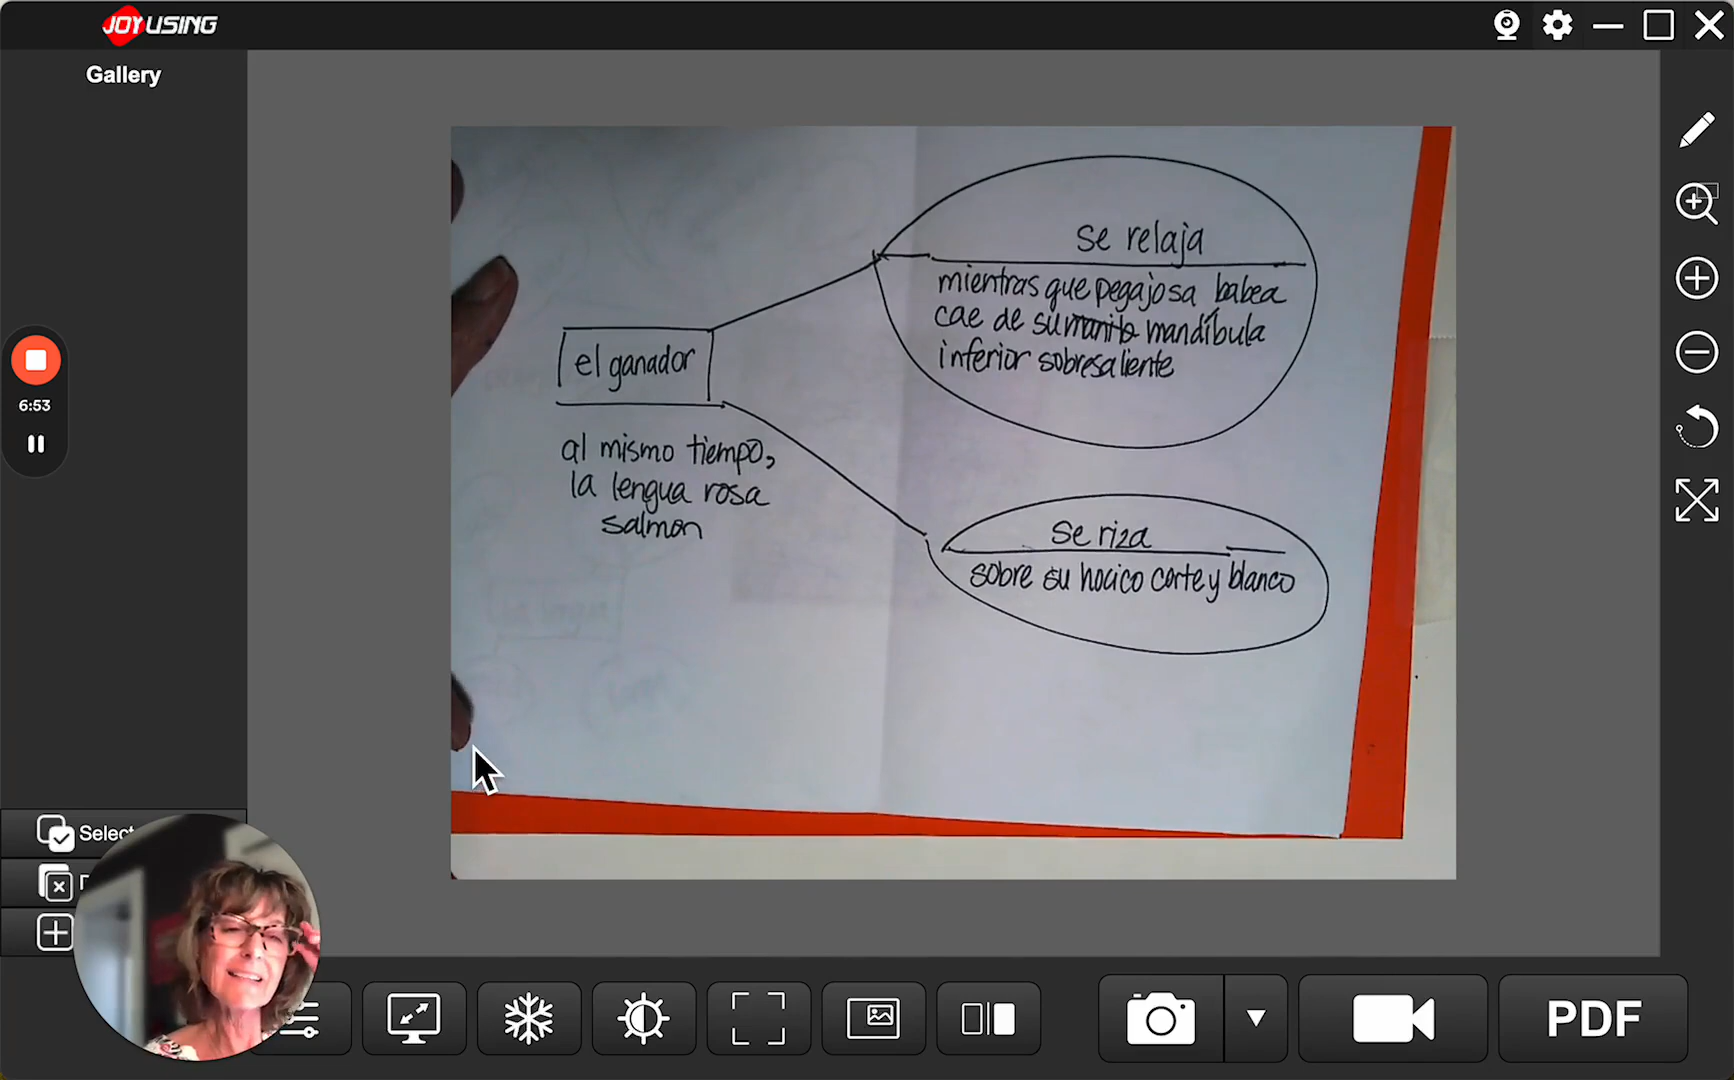 JOYUSING
Gallery
se relaja
mientras que pegajosa babea
cae de su mandíbula
inferior sobresaliente
el ganador
al mismo tiempo,
la lengua rosa
salmon
se riza
sobre su hocico corte y blanco
6:53
Select
D
PDF